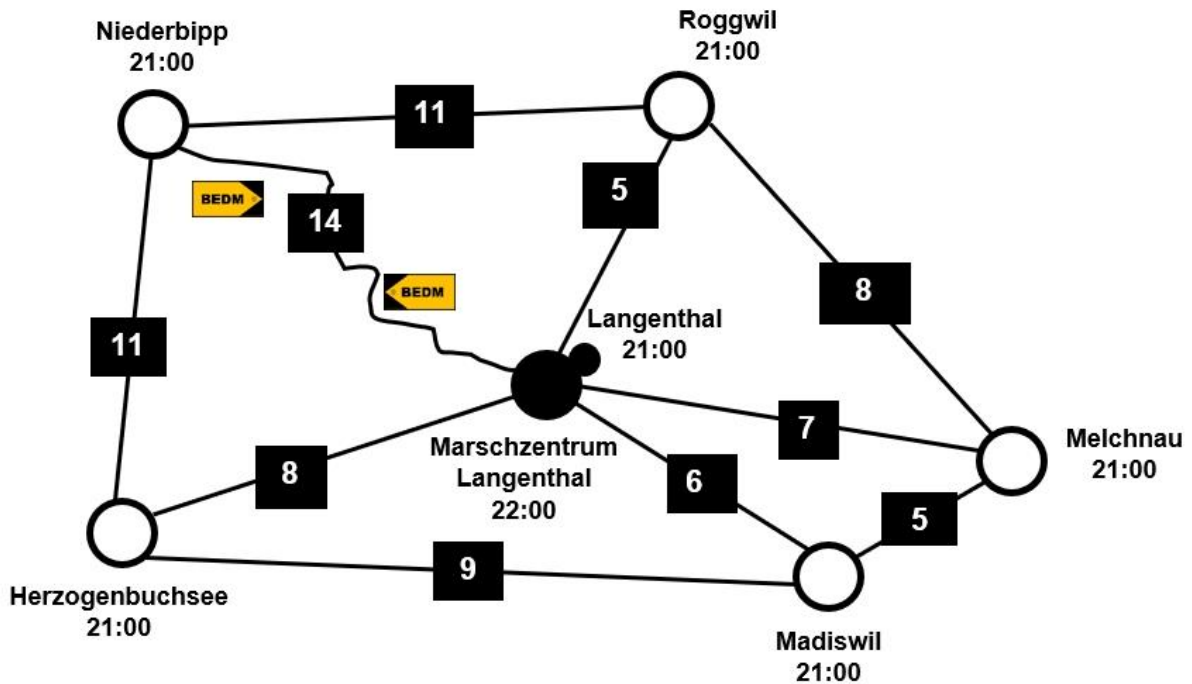 Niederbipp
21:00
Roggwil
21:00
11
5
BEDM
14
8
BEDM
Langenthal
21:00
11
7
Marschzentrum
Langenthal
22:00
Melchnau
21:00
8
6
5
9
Herzogenbuchsee
21:00
Madiswil
21:00